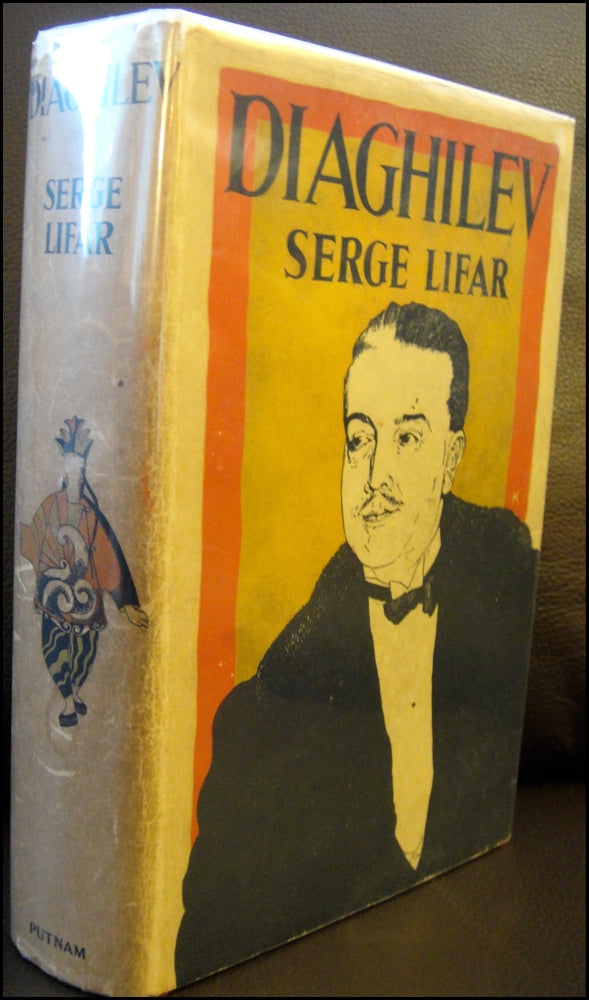 DIAGHILEV
SERGE
LIFAR
PUTNAM
DIAGHILEV
SERGE LIFAR
K